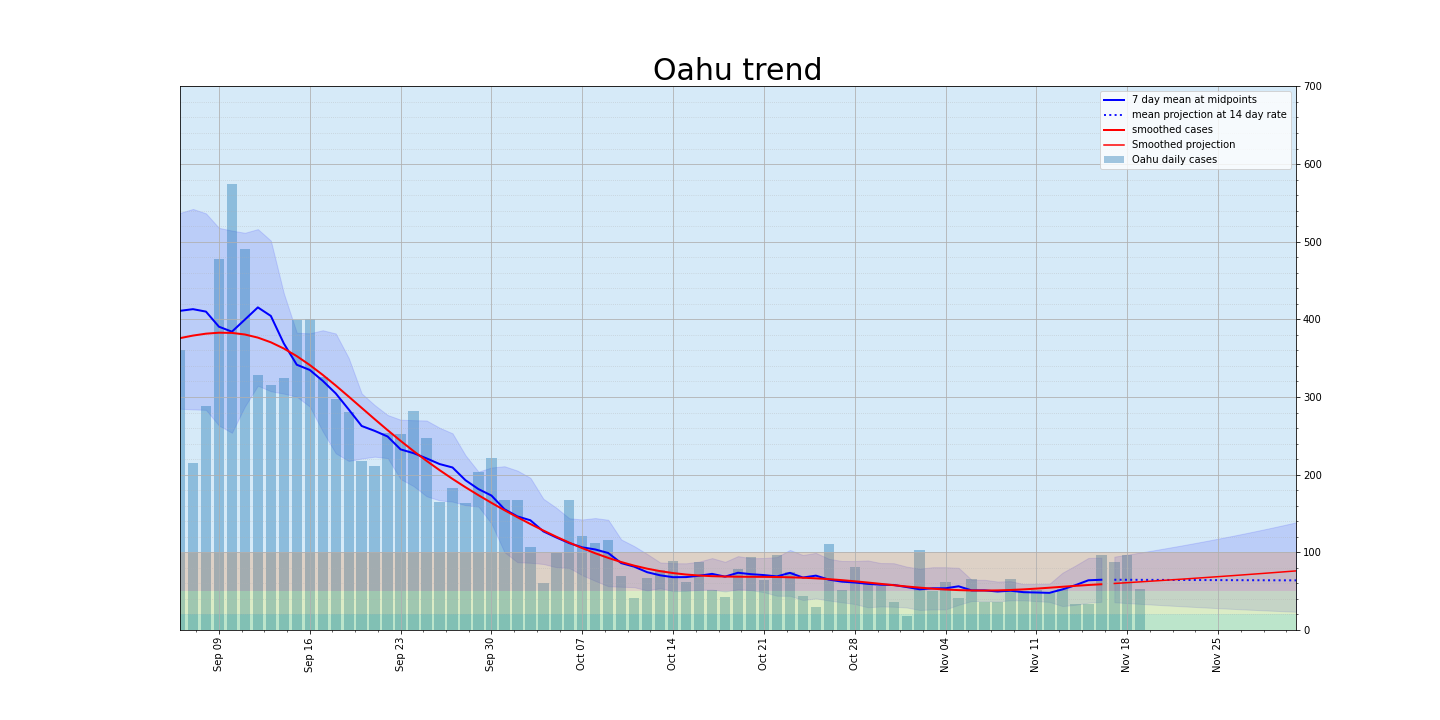 Oahu trend
7 day mean at midpoints
mean projection at 14 day rate
smoothed cases
Smoothed projection
Oahu daily cases
700
600
500
400
300
200
100
0
Sep 09
Sep 16
Sep 23
Sep 30
Oct 07
Oct 14
Oct 21
Oct 28
Nov 04
Nov 11
Nov 18
Nov 25